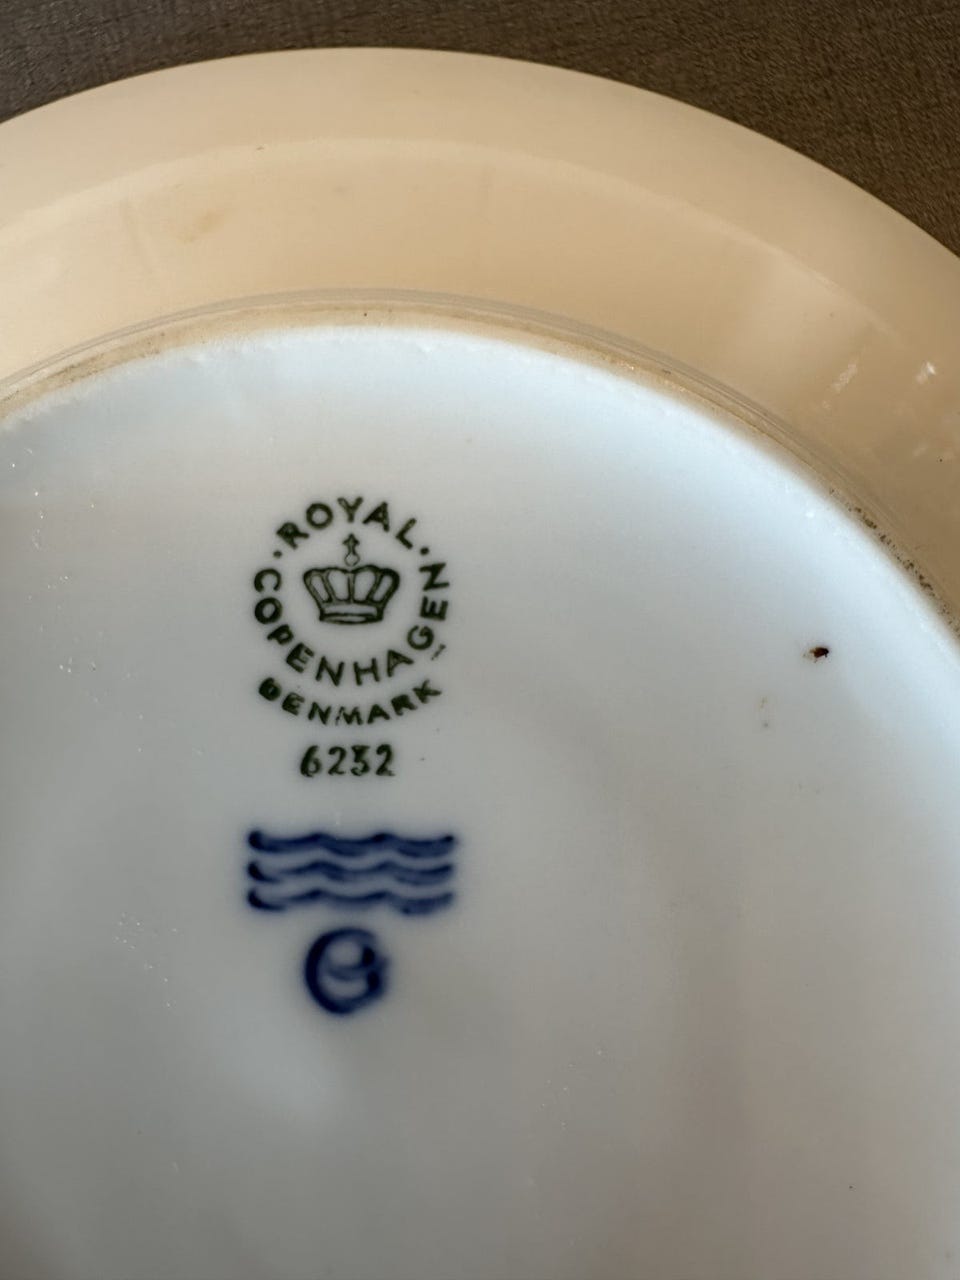 ROYAL
COPENHAGEN
DENMARK
6232